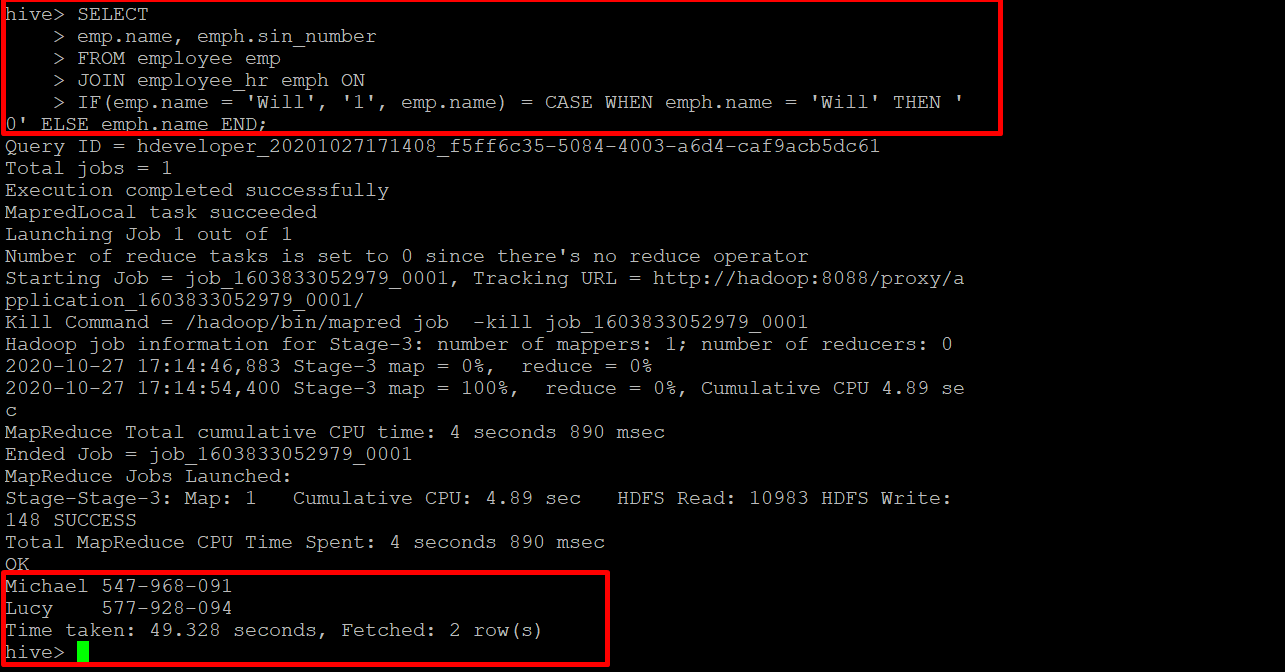 hive> SELECT
    > emp.name, emph.sin_number
    > FROM employee emp
    > JOIN employee_hr emph ON
    > IF(emp.name = 'Will', '1', emp.name) = CASE WHEN emph.name = 'Will' THEN '
0' ELSE emph.name END;
Query ID = hdeveloper_20201027171408_f5ff6c35-5084-4003-a6d4-caf9acb5dc61
Total jobs = 1
Execution completed successfully
MapredLocal task succeeded
Launching Job 1 out of 1
Number of reduce tasks is set to 0 since there's no reduce operator
Starting Job = job_1603833052979_0001, Tracking URL = http://hadoop:8088/proxy/a
pplication_1603833052979_0001/
Kill Command = /hadoop/bin/mapred job  -kill job_1603833052979_0001
Hadoop job information for Stage-3: number of mappers: 1; number of reducers: 0
2020-10-27 17:14:46,883 Stage-3 map = 0%,  reduce = 0%
2020-10-27 17:14:54,400 Stage-3 map = 100%,  reduce = 0%, Cumulative CPU 4.89 se
c
MapReduce Total cumulative CPU time: 4 seconds 890 msec
Ended Job = job_1603833052979_0001
MapReduce Jobs Launched:
Stage-Stage-3: Map: 1   Cumulative CPU: 4.89 sec   HDFS Read: 10983 HDFS Write:
148 SUCCESS
Total MapReduce CPU Time Spent: 4 seconds 890 msec
OK
Michael 547-968-091
Lucy    577-928-094
Time taken: 49.328 seconds, Fetched: 2 row(s)
hive>